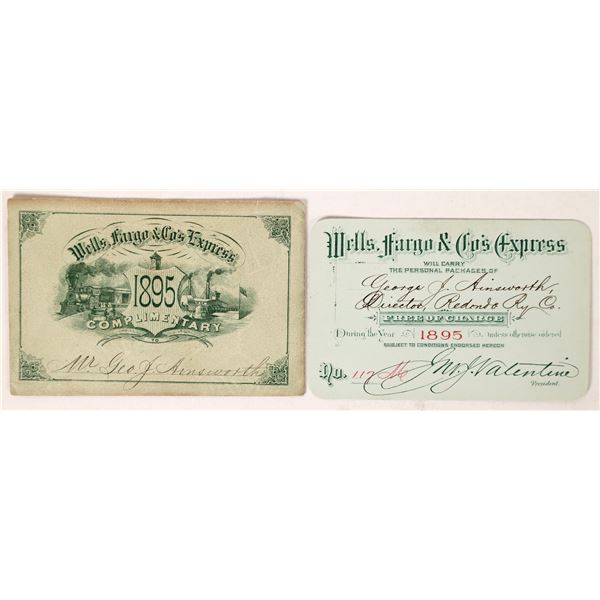 Wells, Fargo & Co's Express
1895
COMPLIMENTARY
TO
Mr. Geo J. Ainsworth
Wells, Fargo & Co's Express
WILL CARRY
THE PERSONAL PACKAGES OF
George J. Ainsworth,
Director, Redondo Ry Co.
FREE OF CHARGE
During the Year 1895 unless otherwise ordered
SUBJECT TO CONDITIONS ENDORSED HEREON
No. 117 Jno. J. Valentine
President.